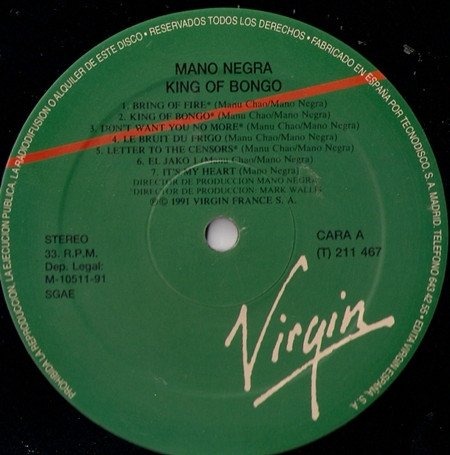 PROHIBIDA LA REPRODUCCION, LA EJECUCION PUBLICA, LA RADIODIFUSION O ALQUILER DE ESTE DISCO • RESERVADOS TODOS LOS DERECHOS • FABRICADO EN ESPAÑA POR TECNODISCO, S. A. MADRID. TELEFONO 643 42 55 • EDITA VIRGIN ESPAÑA, S. A.
MANO NEGRA
KING OF BONGO
1. BRING OF FIRE* (Manu Chao/Mano Negra)
2. KING OF BONGO* (Manu Chao/Mano Negra)
3. DON'T WANT YOU NO MORE* (Manu Chao/Mano Negra)
4. LE BRUIT DU FRIGO (Manu Chao/Mano Negra)
5. LETTER TO THE CENSORS* (Manu Chao/Mano Negra)
6. EL JAKO I (Manu Chao/Mano Negra)
7. IT'S MY HEART (Manu Chao/Mano Negra)
DIRECTOR DE PRODUCCION MANO NEGRA
DIRECTOR DE PRODUCCION: MARK WALLIS
℗© 1991 VIRGIN FRANCE S. A.
STEREO
33. R.P.M.
Dep. Legal:
M-10511-91
SGAE
CARA A
(T) 211 467
Virgin